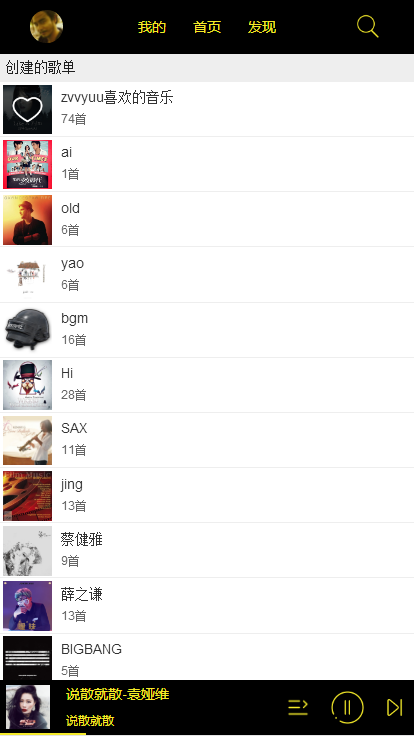 我的 首页 发现
创建的歌单
zvvyuu喜欢的音乐
74首
ai
1首
old
6首
yao
6首
bgm
16首
Hi
28首
SAX
11首
jing
13首
蔡健雅
9首
薛之谦
13首
BIGBANG
5首
说散就散-袁娅维
说散就散